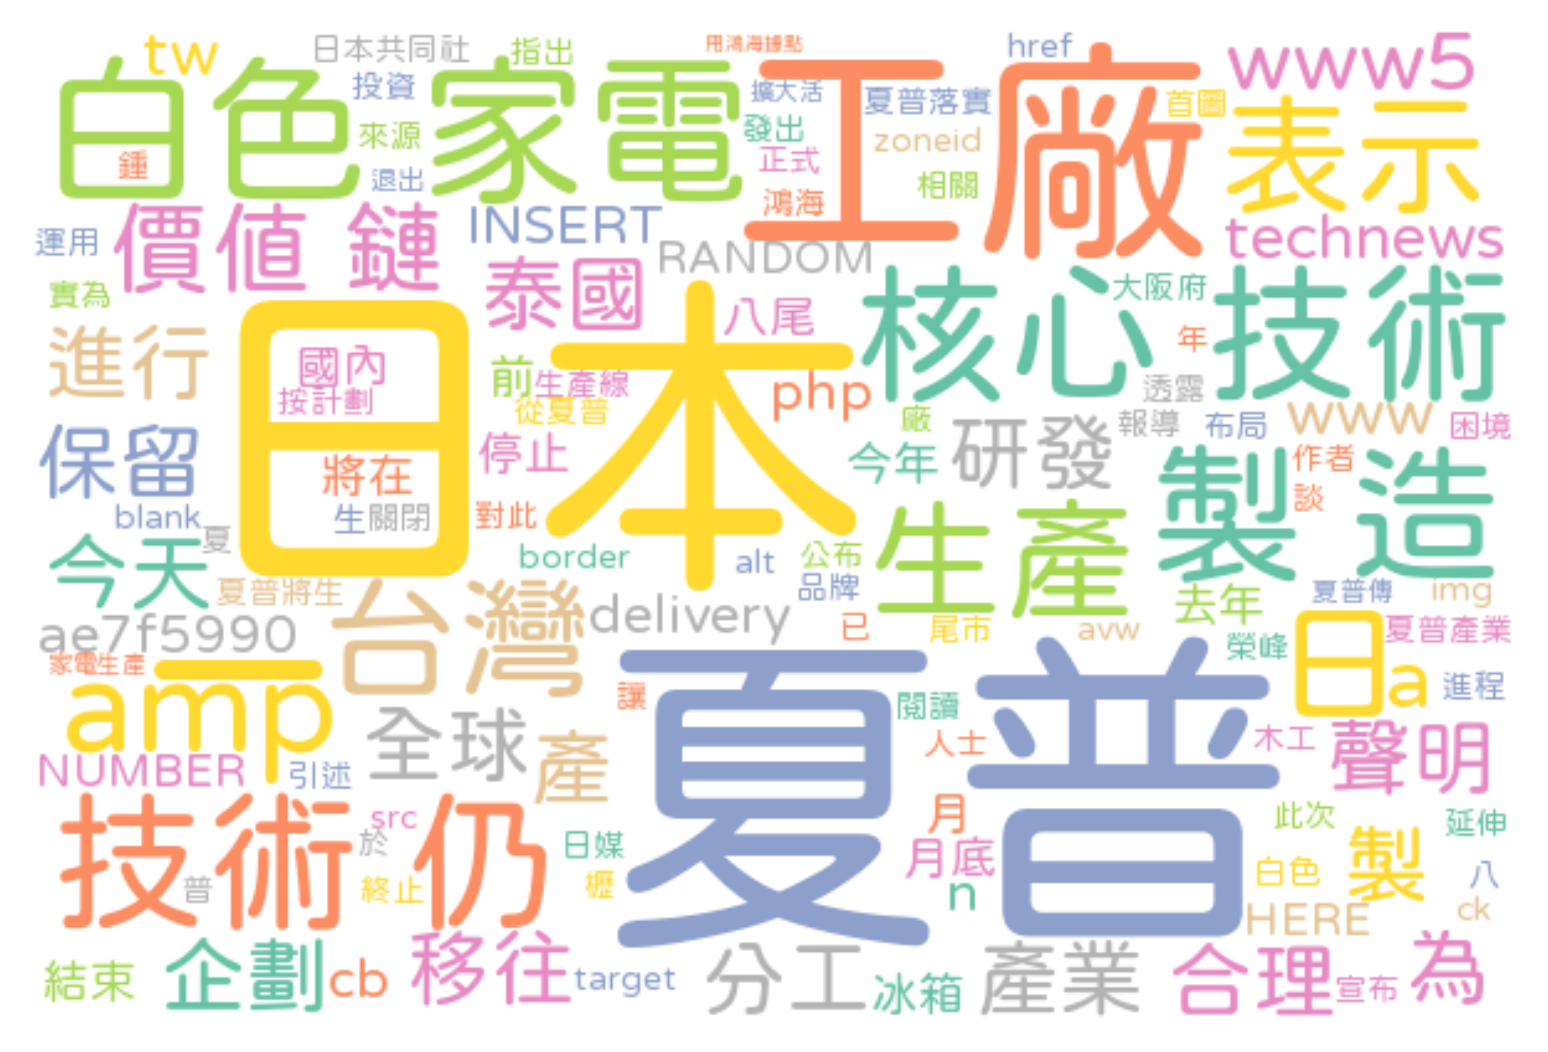 tw 日本共同社 指出 用鴻海據點 href www5
白色家電 工廠 表示
投資 擴大活 夏普落實 首圖
來源 發出 zoneid
鍾 退出 正式 鴻海 相關
價值 鏈 INSERT RANDOM technews
運用 泰國 八尾 核心技術 大阪府
實為
進行 日本 年
國內 前 生產線 php 透露
按計劃 從夏普 廠 報導 布局 www 困境
保留 停止 今年 研發 製造 作者
將在 談
blank 生 關閉 對此 生產
夏 border alt 公布
今天 夏普將生 品牌 去年 夏普傳 img
ae7f5990 台灣 delivery 已 尾市 avw 日 夏普產業
家電生產 夏普 榮峰
amp 一 讓 閱讀 a 進程
全球 產 人士 木工 聲明
NUMBER 引述
技術 仍 src 月 此次 延伸
於 日媒 月底 製
普 終止 櫪 n 白色 八
HERE ck
結束 企劃 cb 移往 target 分工 冰箱 產業 合理 宣布 為